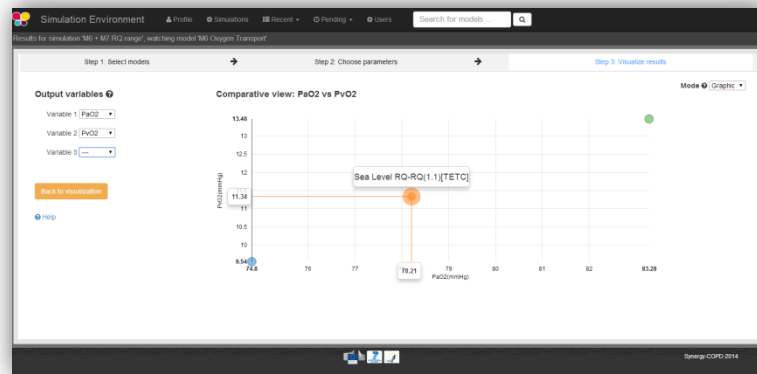 Simulation Environment
Profile
Simulations
Recent
Pending
Users
Search for models ...
Results for simulation 'M6 + M7 RQ range', watching model 'M6 Oxygen Transport'
Step 1: Select models
Step 2: Choose parameters
Step 3: Visualize results
Mode Graphic
Output variables
Comparative view: PaO2 vs PvO2
Variable 1 PaO2
Variable 2 PvO2
Variable 3 ---
Back to visualization
Help
PvO2(mmHg)
13.48
13
12.5
12
11.34
11
10.5
10
9.54
Sea Level RQ-RQ(1.1)[TETC]
74.8
76
77
78.21
79
80
81
82
83.28
PaO2(mmHg)
Synergy-COPD 2014